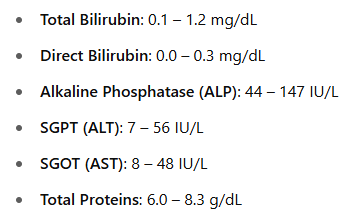 Total Bilirubin: 0.1 – 1.2 mg/dL
Direct Bilirubin: 0.0 – 0.3 mg/dL
Alkaline Phosphatase (ALP): 44 – 147 IU/L
SGPT (ALT): 7 – 56 IU/L
SGOT (AST): 8 – 48 IU/L
Total Proteins: 6.0 – 8.3 g/dL